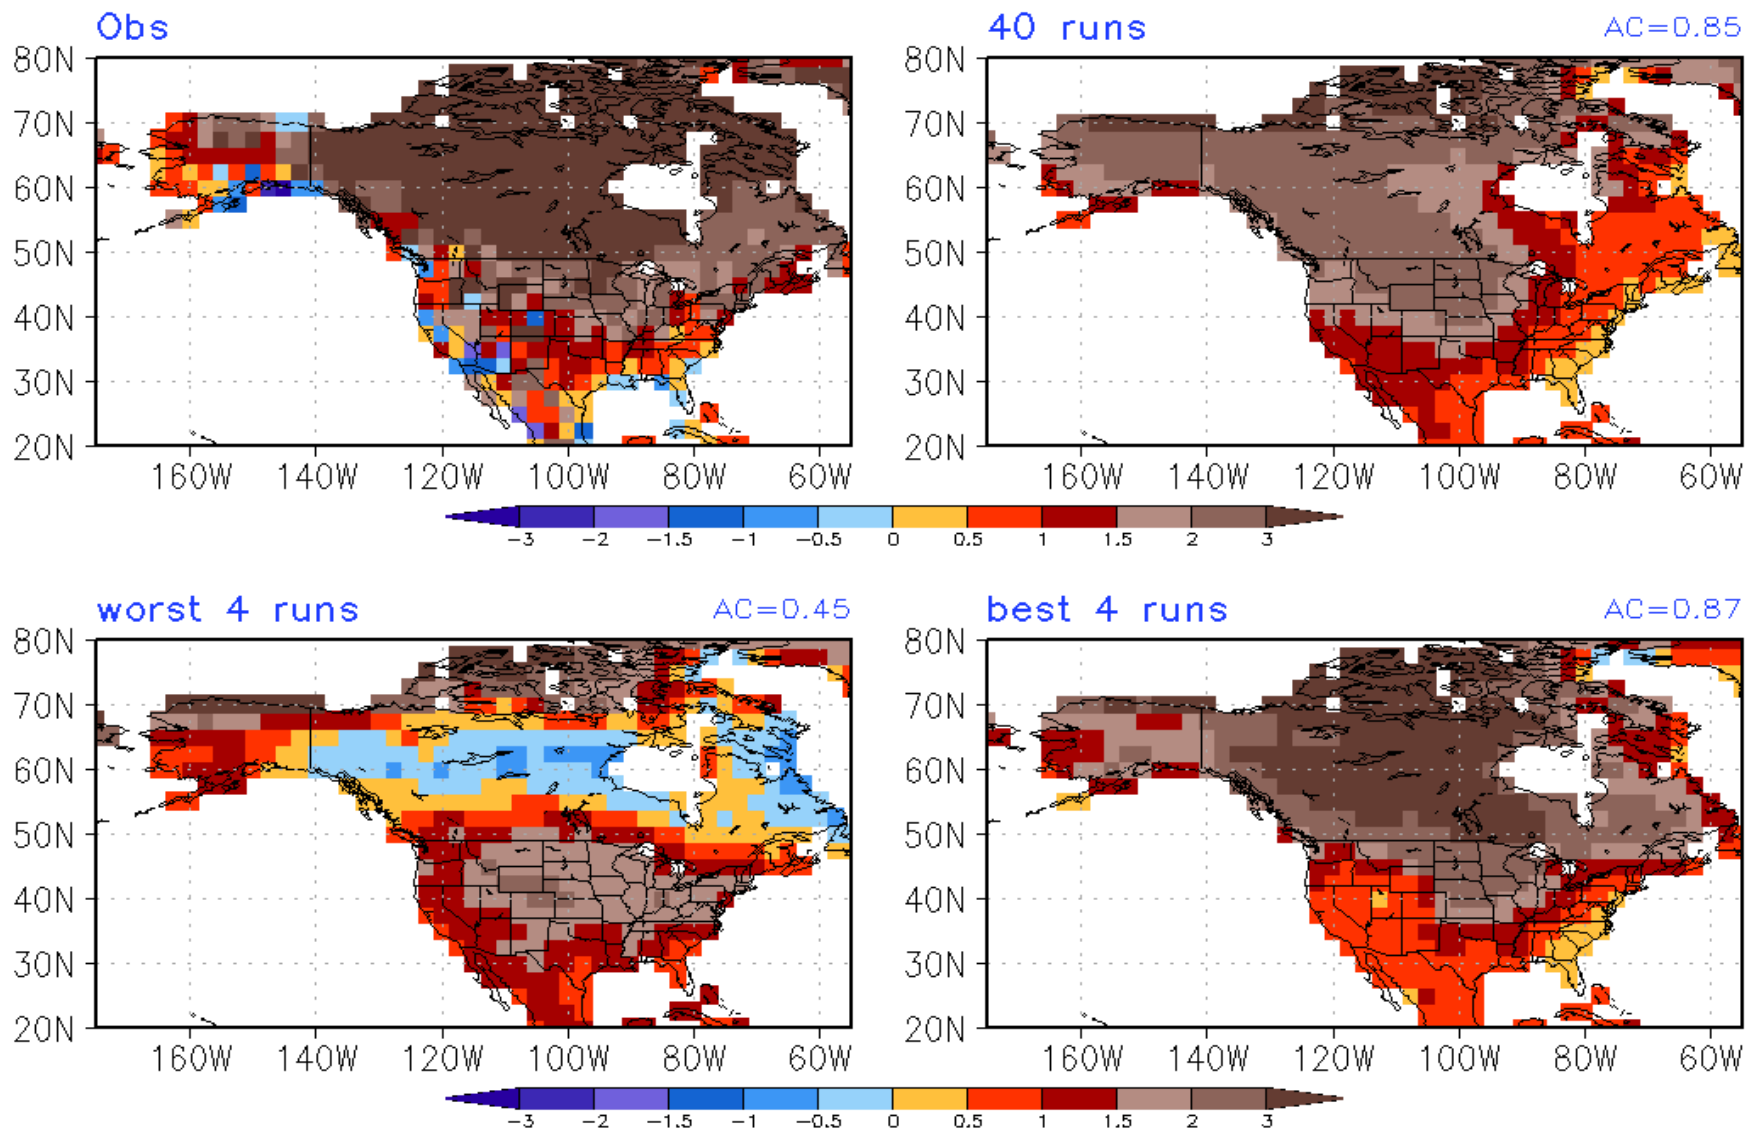 Obs
40 runs AC=0.85
80N
70N
60N
50N
40N
30N
20N
160W 140W 120W 100W 80W 60W
80N
70N
60N
50N
40N
30N
20N
160W 140W 120W 100W 80W 60W
-3 -2 -1.5 -1 -0.5 0 0.5 1 1.5 2 3
worst 4 runs AC=0.45
best 4 runs AC=0.87
80N
70N
60N
50N
40N
30N
20N
160W 140W 120W 100W 80W 60W
80N
70N
60N
50N
40N
30N
20N
160W 140W 120W 100W 80W 60W
-3 -2 -1.5 -1 -0.5 0 0.5 1 1.5 2 3